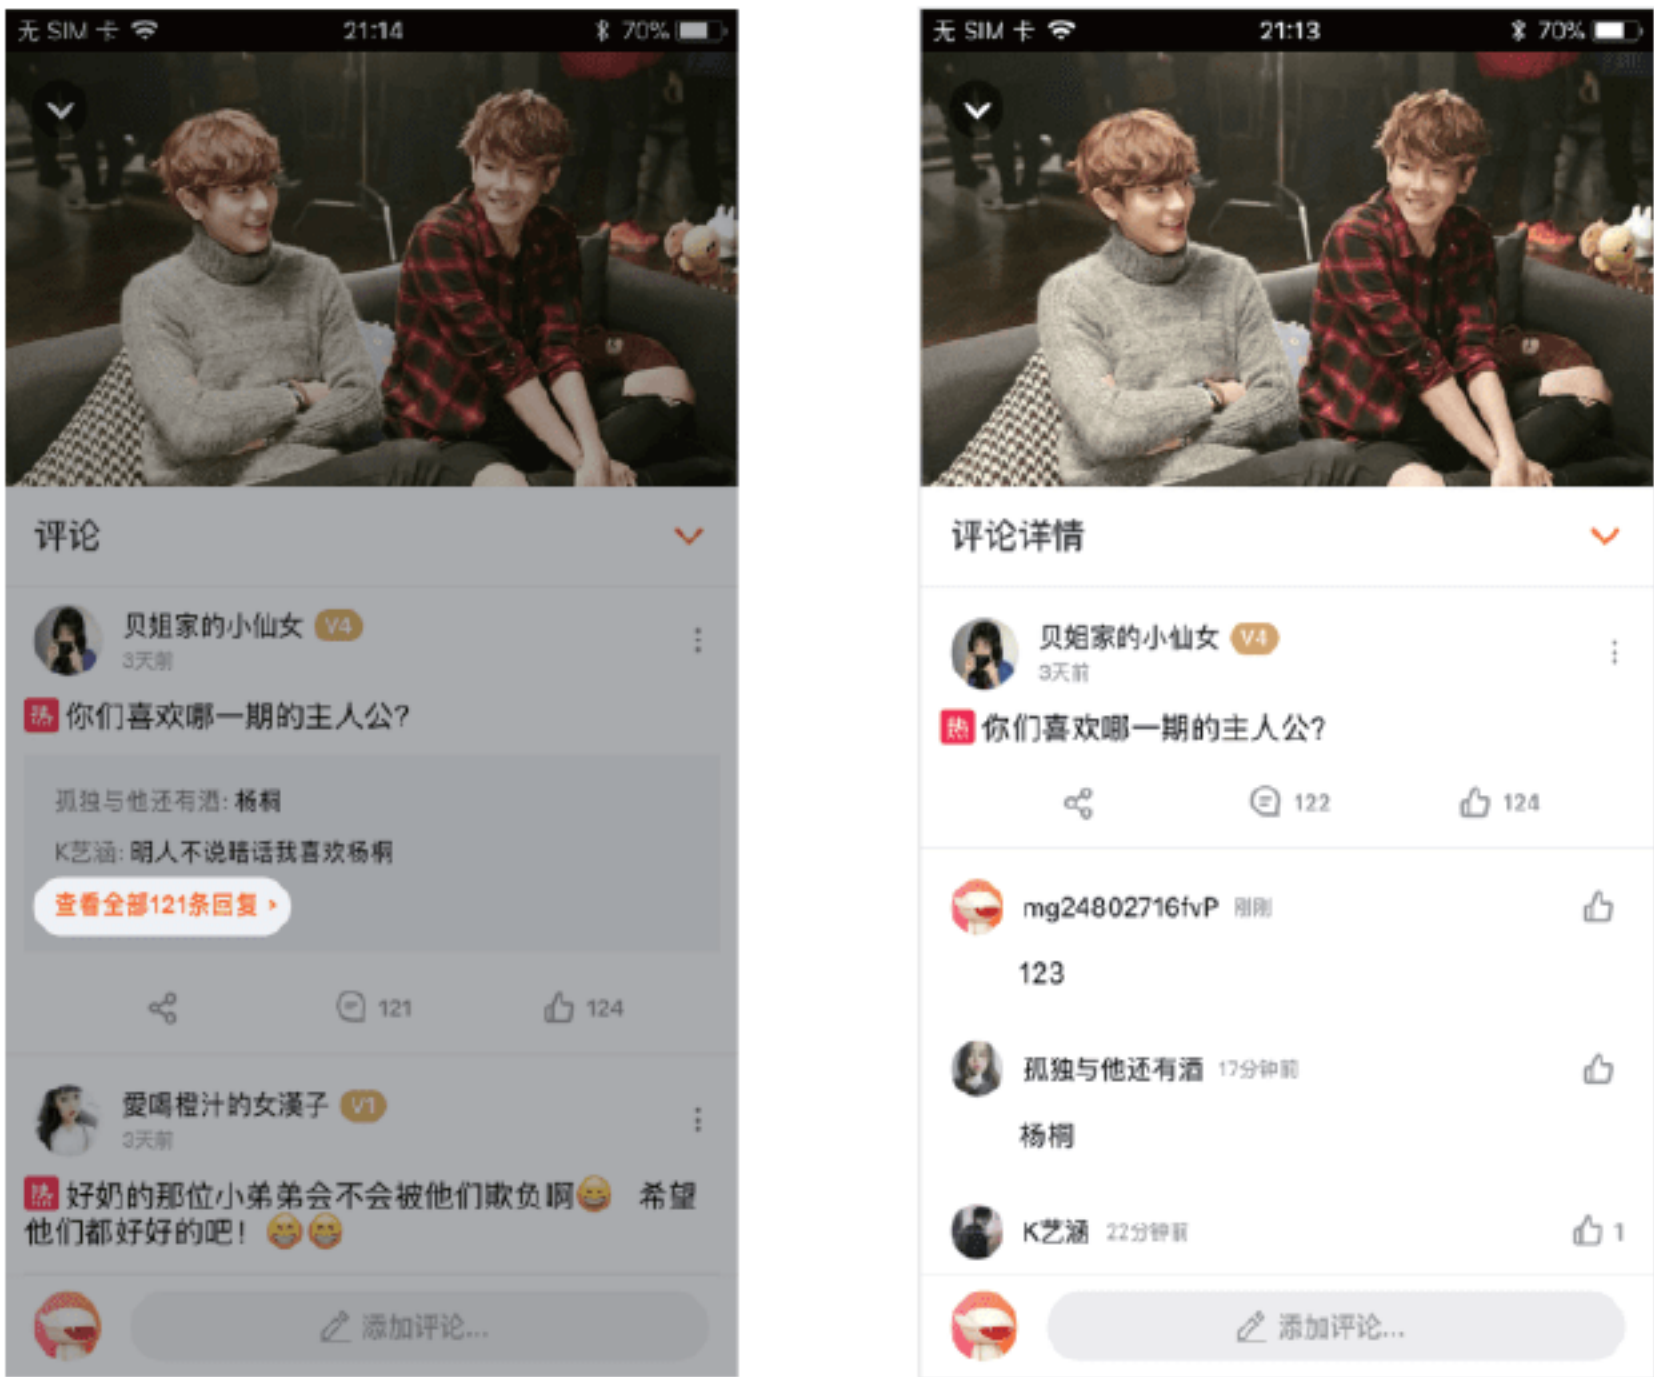 无 SIM 卡
21:14
70%
评论
贝姐家的小仙女 V4
3天前
热 你们喜欢哪一期的主人公?
孤独与他还有酒: 杨桐
K艺涵: 明人不说暗话我喜欢杨桐
查看全部121条回复
121
124
愛喝橙汁的女漢子 V1
3天前
热 好奶的那位小弟弟会不会被他们欺负啊😂 希望
他们都好好的吧! 😂😂
添加评论...
无 SIM 卡
21:13
70%
评论详情
贝姐家的小仙女 V4
3天前
热 你们喜欢哪一期的主人公?
122
124
mg24802716fvP 刚刚
123
孤独与他还有酒 17分钟前
杨桐
K艺涵 22分钟前
1
添加评论...